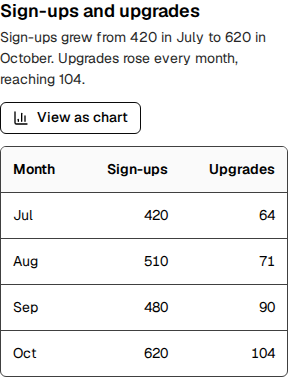 Sign-ups and upgrades
Sign-ups grew from 420 in July to 620 in
October. Upgrades rose every month,
reaching 104.
View as chart
Month Sign-ups Upgrades
Jul 420 64
Aug 510 71
Sep 480 90
Oct 620 104